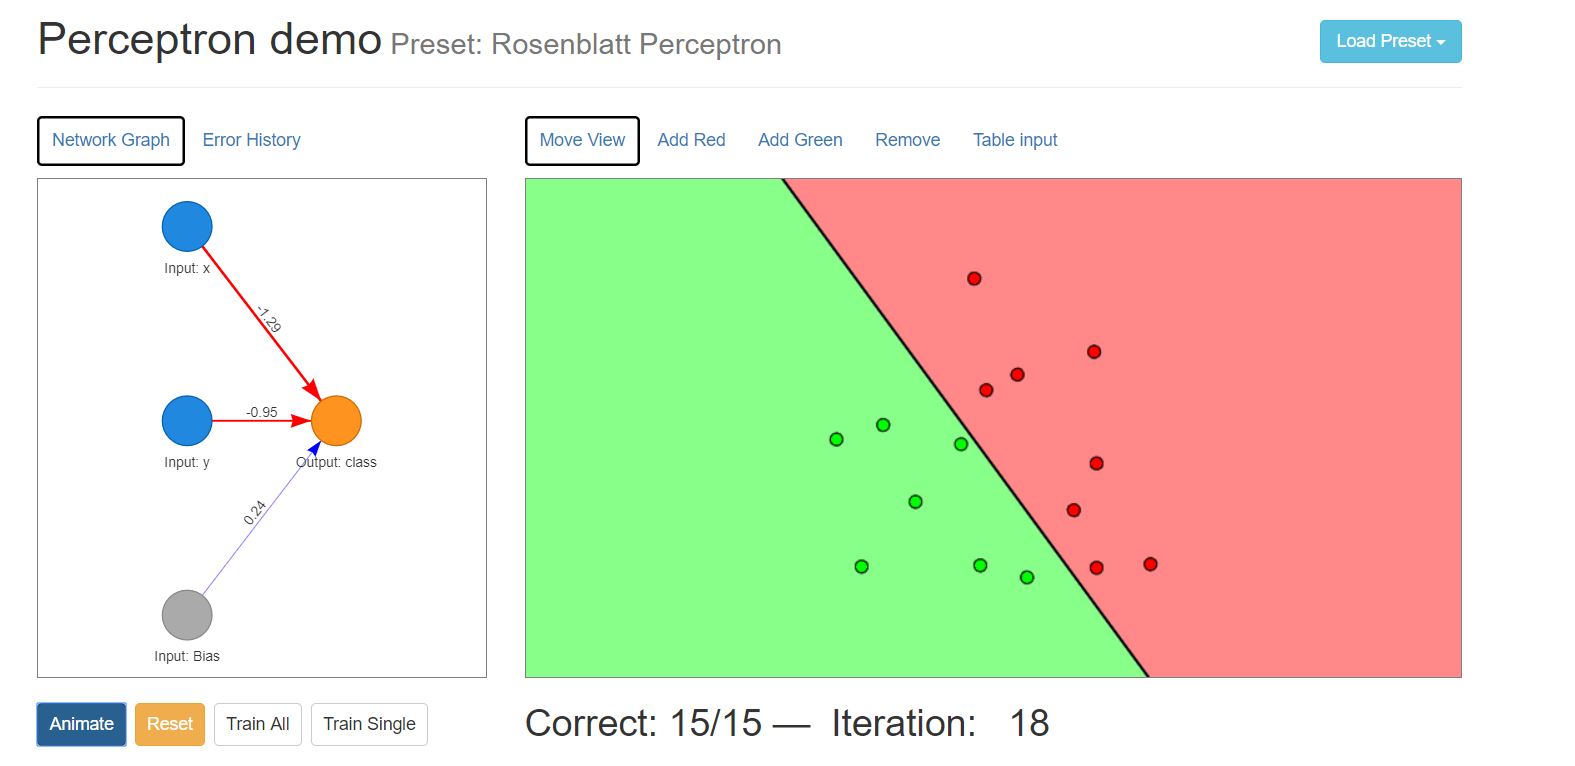 Perceptron demo Preset: Rosenblatt Perceptron
Load Preset
Network Graph Error History
Move View Add Red Add Green Remove Table input
Input: x
-1.29
-0.95
Input: y
Output: class
0.24
Input: Bias
Animate Reset Train All Train Single
Correct: 15/15 — Iteration: 18